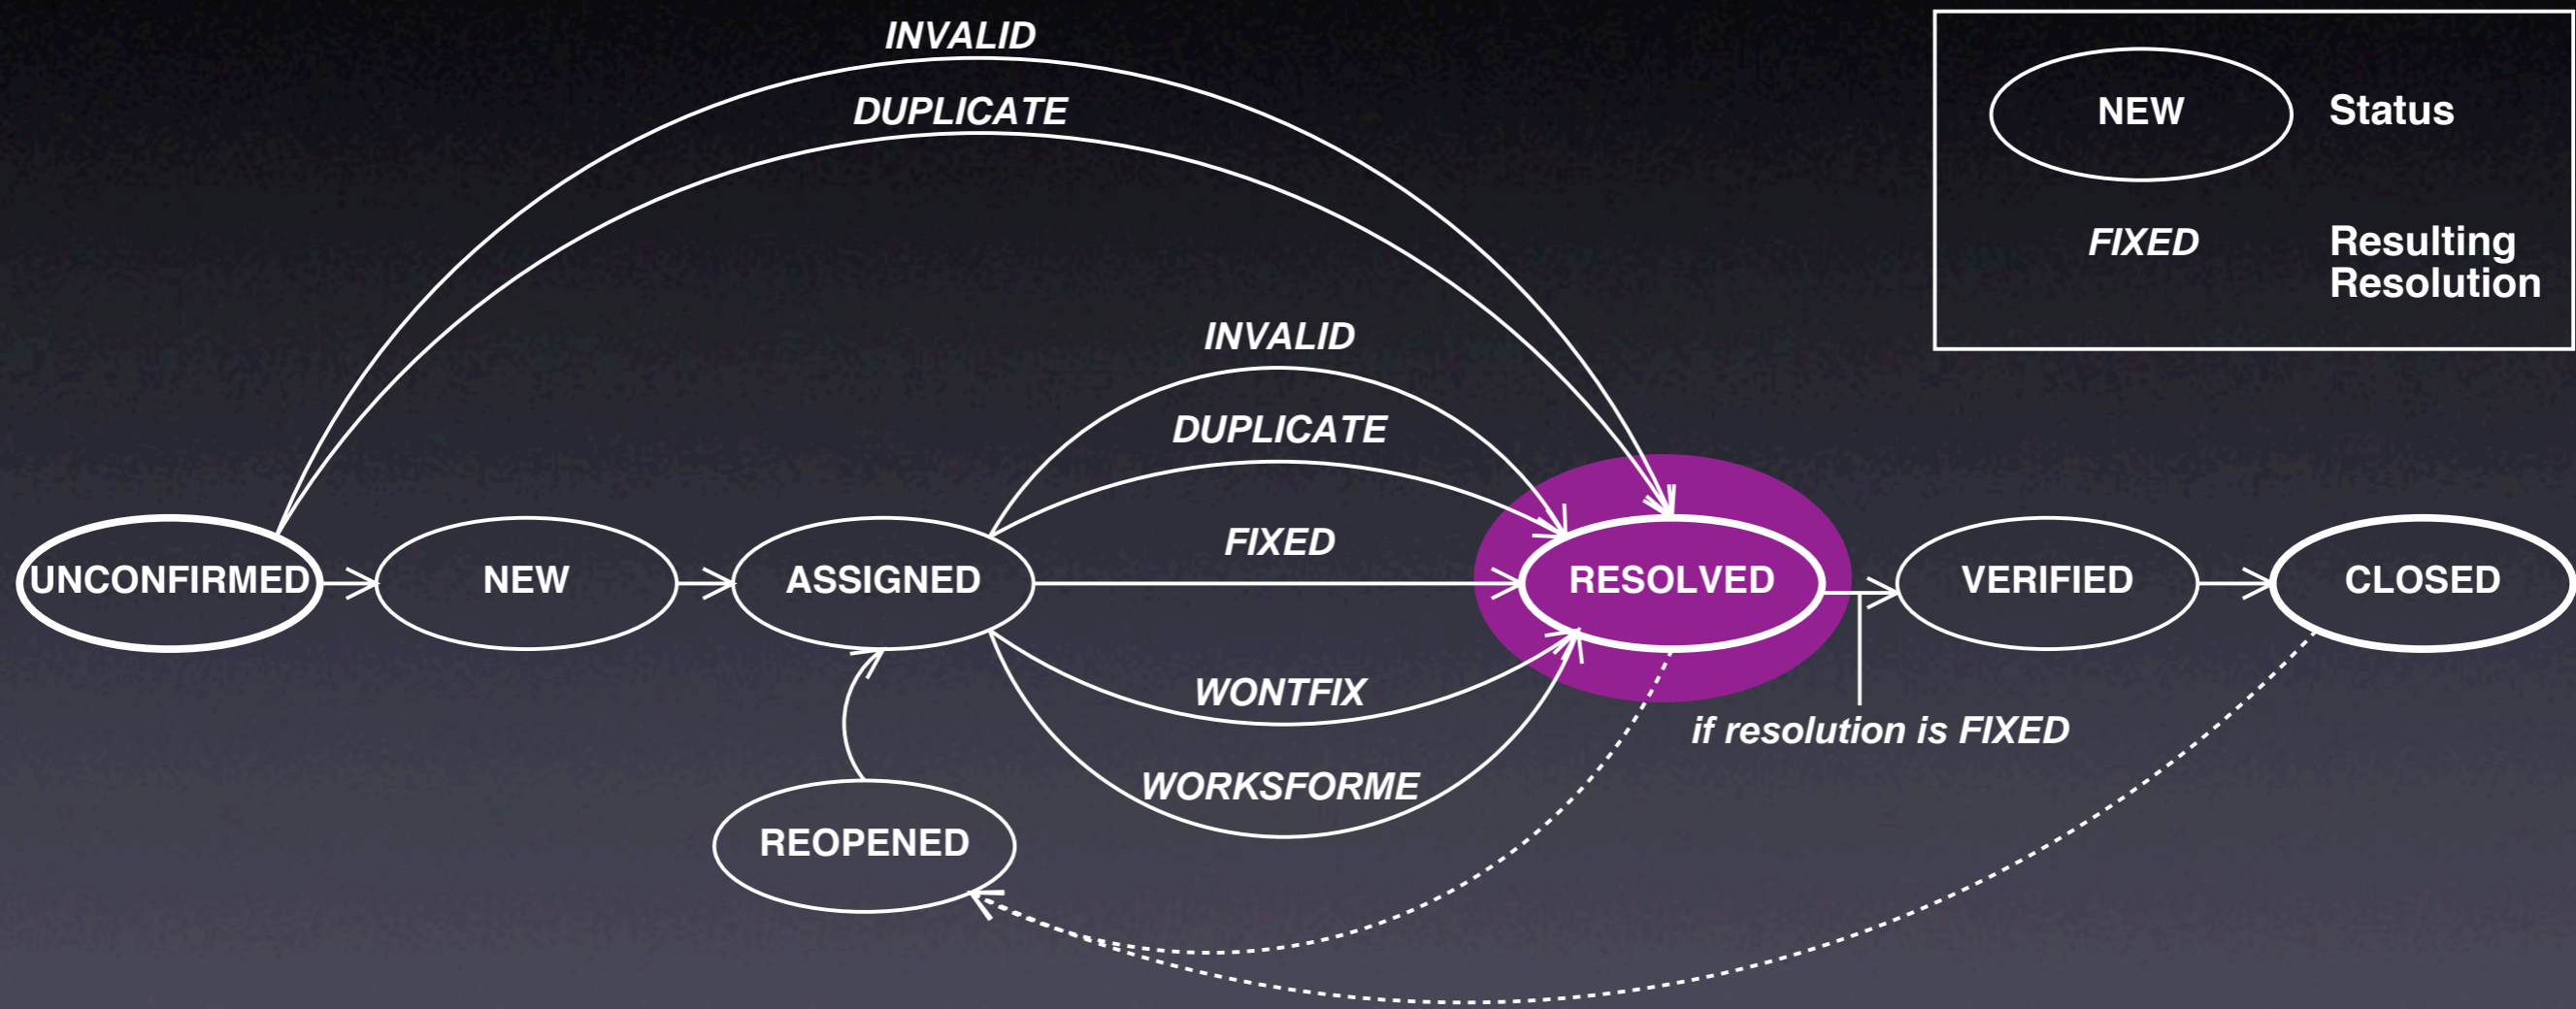 INVALID
DUPLICATE
NEW
Status
FIXED
Resulting
Resolution
INVALID
DUPLICATE
FIXED
UNCONFIRMED
NEW
ASSIGNED
RESOLVED
VERIFIED
CLOSED
WONTFIX
if resolution is FIXED
WORKSFORME
REOPENED